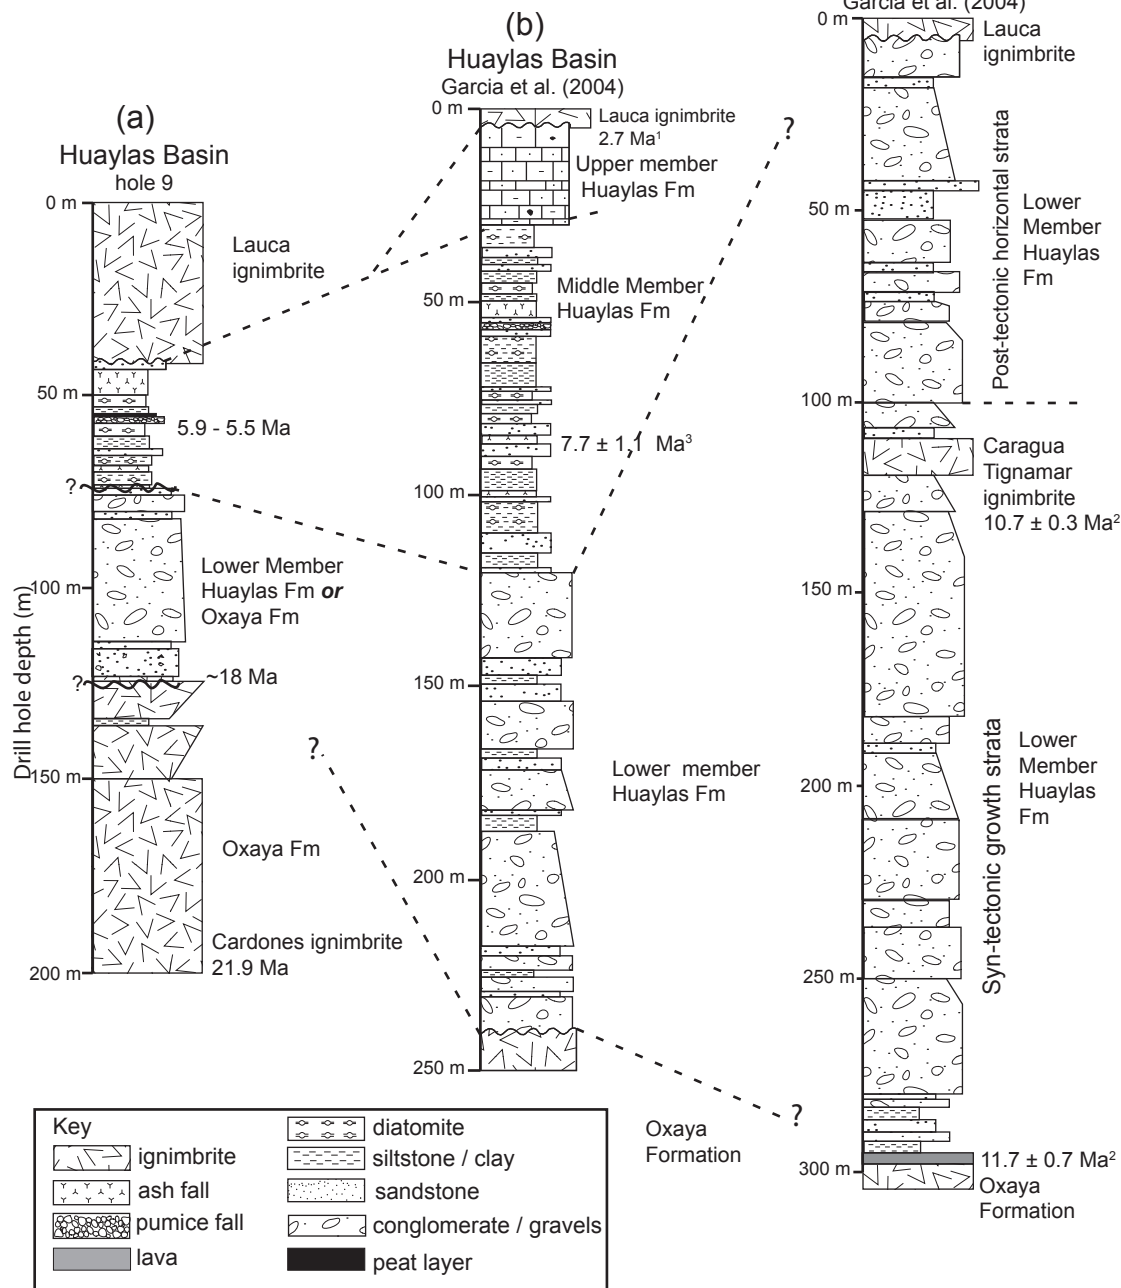 (a)
Huaylas Basin
hole 9
0 m
50 m
100 m
150 m
200 m
Drill hole depth (m)
Lauca
ignimbrite
5.9 - 5.5 Ma
?
Lower Member
Huaylas Fm or
Oxaya Fm
?
~18 Ma
Oxaya Fm
Cardones ignimbrite
21.9 Ma
?
(b)
Huaylas Basin
Garcia et al. (2004)
0 m
50 m
100 m
150 m
200 m
250 m
Lauca ignimbrite
2.7 Ma¹
Upper member
Huaylas Fm
Middle Member
Huaylas Fm
7.7 ± 1.1 Ma³
Lower member
Huaylas Fm
?
?
Oxaya
Formation
Garcia et al. (2004)
0 m
50 m
100 m
150 m
200 m
250 m
300 m
Lauca
ignimbrite
Post-tectonic horizontal strata
Lower
Member
Huaylas
Fm
Caragua
Tignamar
ignimbrite
10.7 ± 0.3 Ma²
Syn-tectonic growth strata
Lower
Member
Huaylas
Fm
11.7 ± 0.7 Ma²
Oxaya
Formation
Key
ignimbrite
ash fall
pumice fall
lava
diatomite
siltstone / clay
sandstone
conglomerate / gravels
peat layer